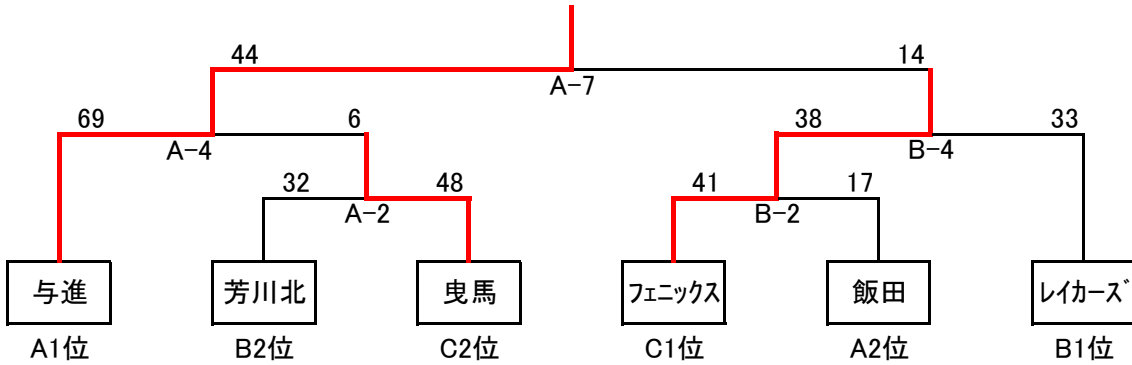 44 14
A-7
69 6 38 33
A-4 B-4
32 48 41 17
A-2 B-2
与進 芳川北 曳馬 フェニックス 飯田 レイカーズ
A1位 B2位 C2位 C1位 A2位 B1位